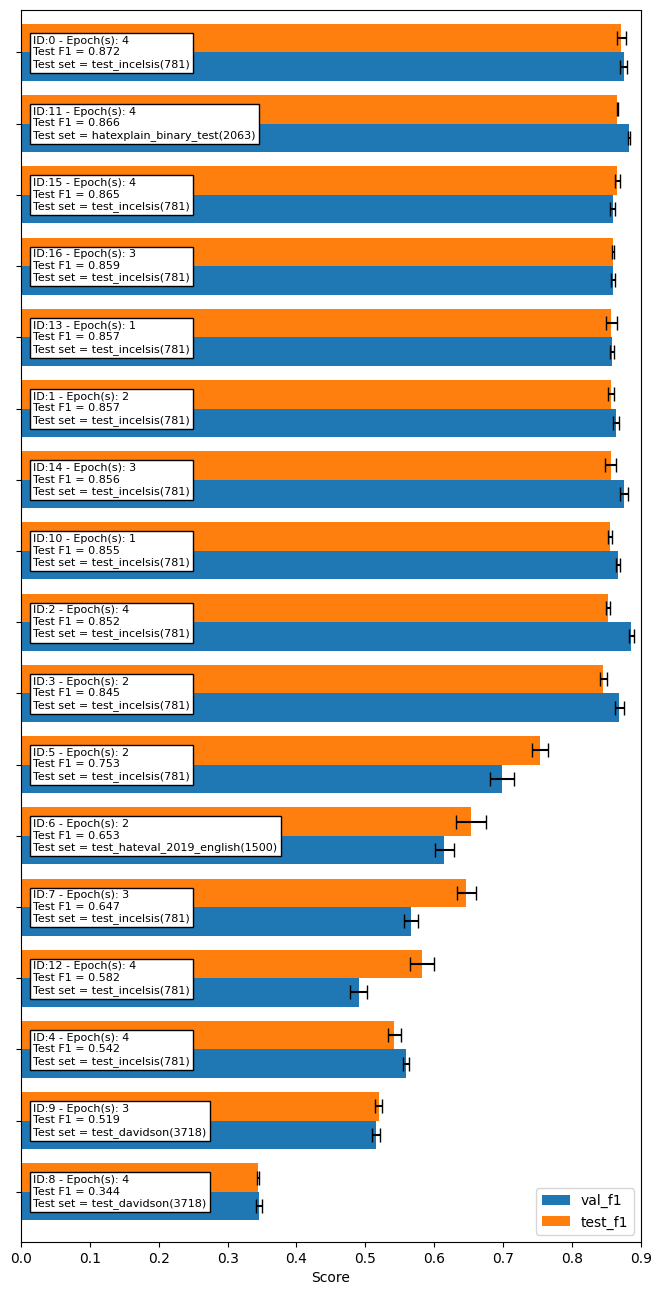 ID:0 - Epoch(s): 4
Test F1 = 0.872
Test set = test_incelsis(781)
ID:11 - Epoch(s): 4
Test F1 = 0.866
Test set = hatexplain_binary_test(2063)
ID:15 - Epoch(s): 4
Test F1 = 0.865
Test set = test_incelsis(781)
ID:16 - Epoch(s): 3
Test F1 = 0.859
Test set = test_incelsis(781)
ID:13 - Epoch(s): 1
Test F1 = 0.857
Test set = test_incelsis(781)
ID:1 - Epoch(s): 2
Test F1 = 0.857
Test set = test_incelsis(781)
ID:14 - Epoch(s): 3
Test F1 = 0.856
Test set = test_incelsis(781)
ID:10 - Epoch(s): 1
Test F1 = 0.855
Test set = test_incelsis(781)
ID:2 - Epoch(s): 4
Test F1 = 0.852
Test set = test_incelsis(781)
ID:3 - Epoch(s): 2
Test F1 = 0.845
Test set = test_incelsis(781)
ID:5 - Epoch(s): 2
Test F1 = 0.753
Test set = test_incelsis(781)
ID:6 - Epoch(s): 2
Test F1 = 0.653
Test set = test_hateval_2019_english(1500)
ID:7 - Epoch(s): 3
Test F1 = 0.647
Test set = test_incelsis(781)
ID:12 - Epoch(s): 4
Test F1 = 0.582
Test set = test_incelsis(781)
ID:4 - Epoch(s): 4
Test F1 = 0.542
Test set = test_incelsis(781)
ID:9 - Epoch(s): 3
Test F1 = 0.519
Test set = test_davidson(3718)
ID:8 - Epoch(s): 4
Test F1 = 0.344
Test set = test_davidson(3718)
val_f1
test_f1
0.0 0.1 0.2 0.3 0.4 0.5 0.6 0.7 0.8 0.9
Score